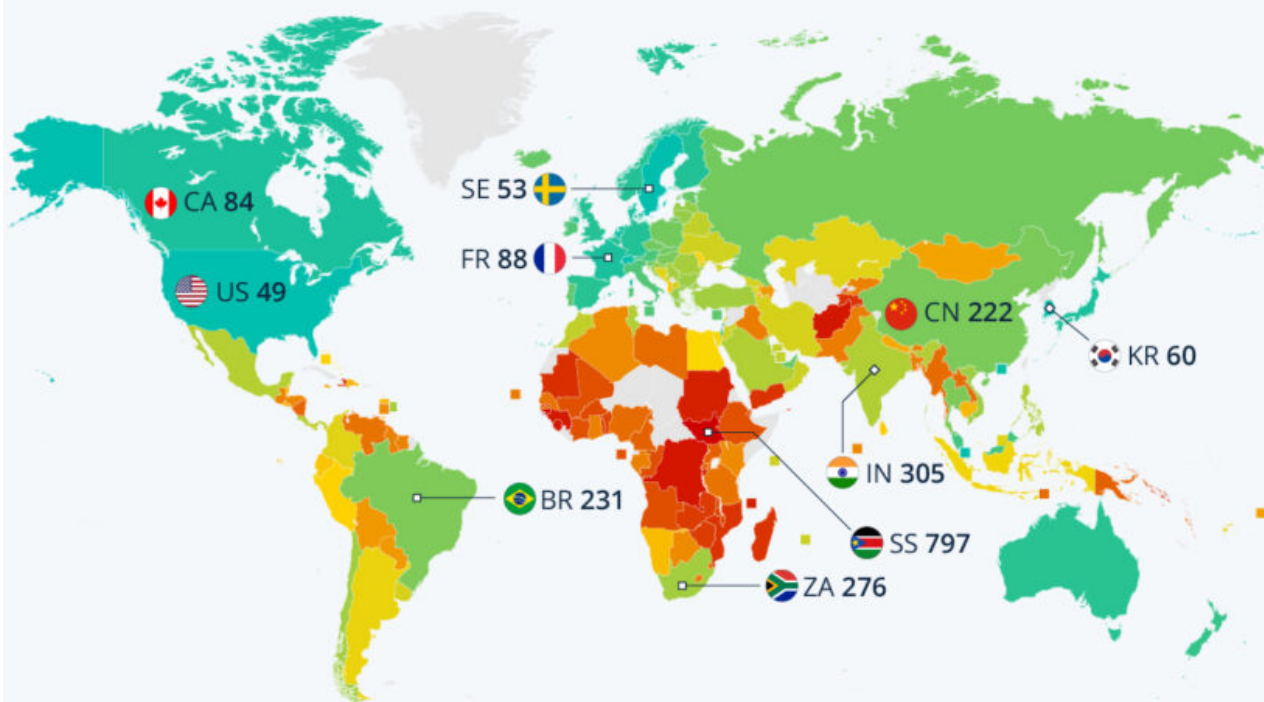 CA 84
US 49
SE 53
FR 88
CN 222
KR 60
IN 305
BR 231
SS 797
ZA 276